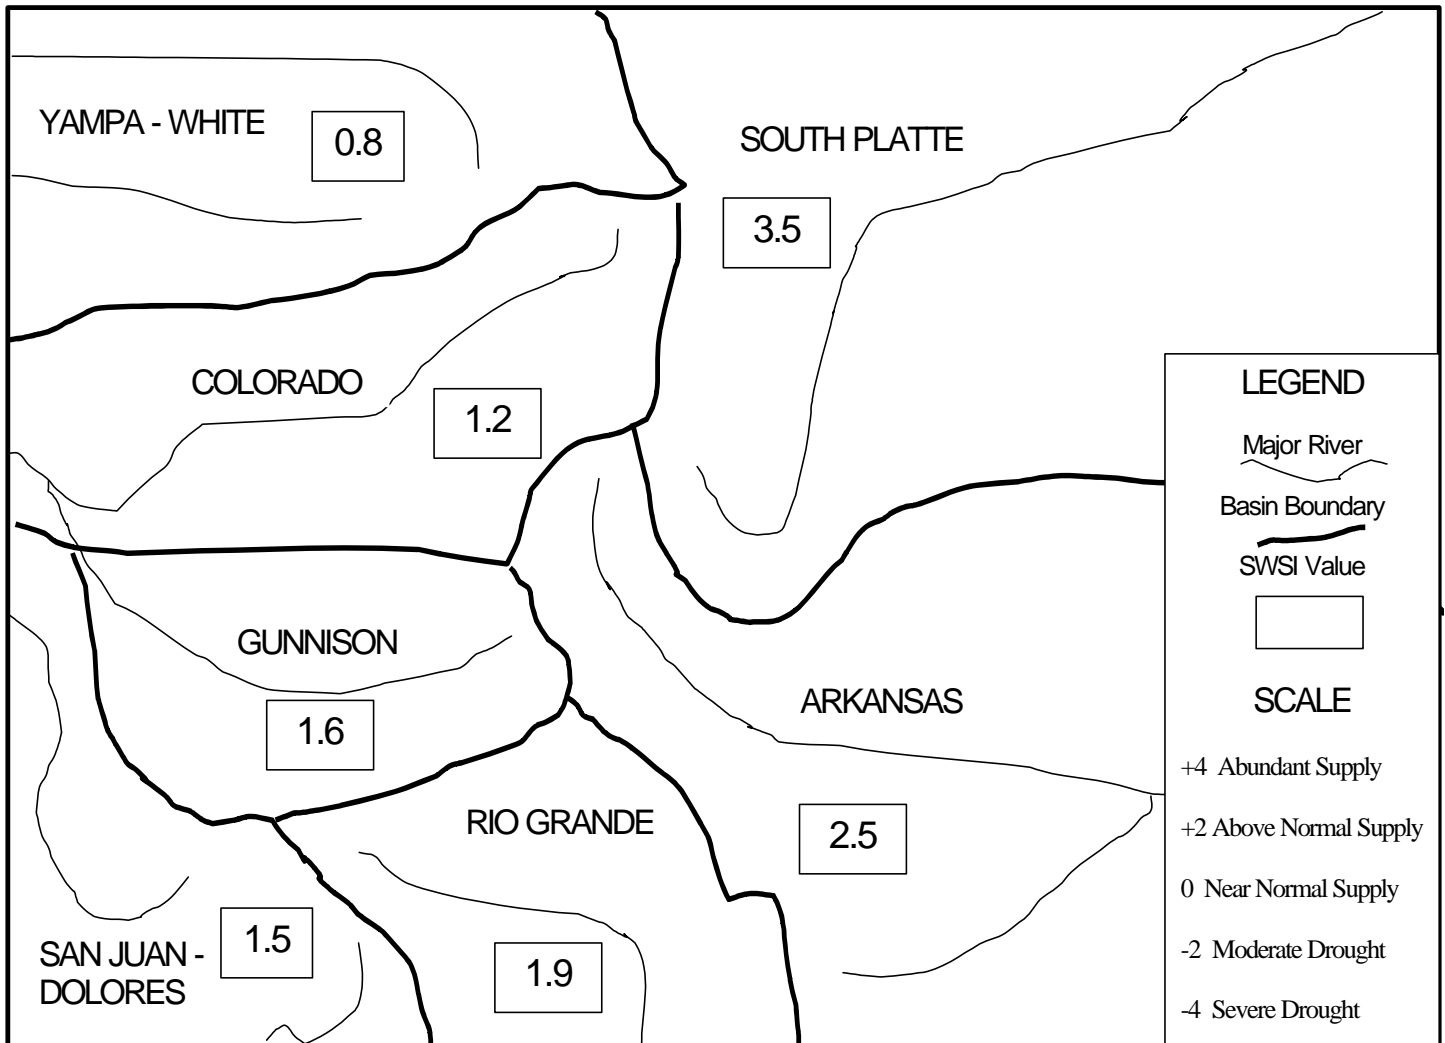 YAMPA - WHITE
0.8
SOUTH PLATTE
3.5
COLORADO
1.2
GUNNISON
1.6
ARKANSAS
2.5
RIO GRANDE
1.9
SAN JUAN -
DOLORES
1.5
LEGEND
Major River
Basin Boundary
SWSI Value
SCALE
+4 Abundant Supply
+2 Above Normal Supply
0 Near Normal Supply
-2 Moderate Drought
-4 Severe Drought